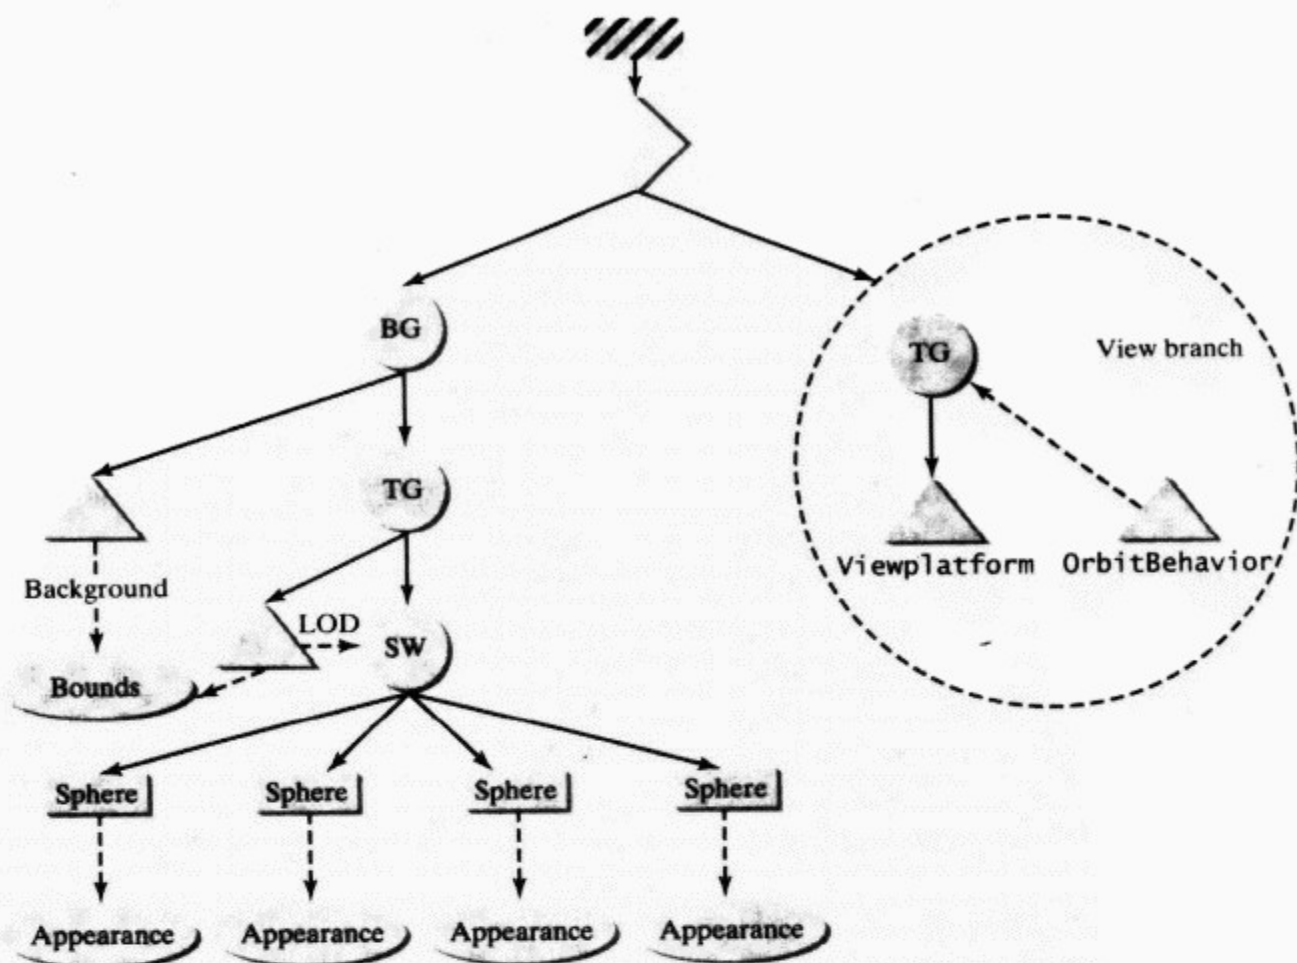 BG
TG
View branch
TG
Viewplatform
OrbitBehavior
Background
LOD
SW
Bounds
Sphere
Sphere
Sphere
Sphere
Appearance
Appearance
Appearance
Appearance